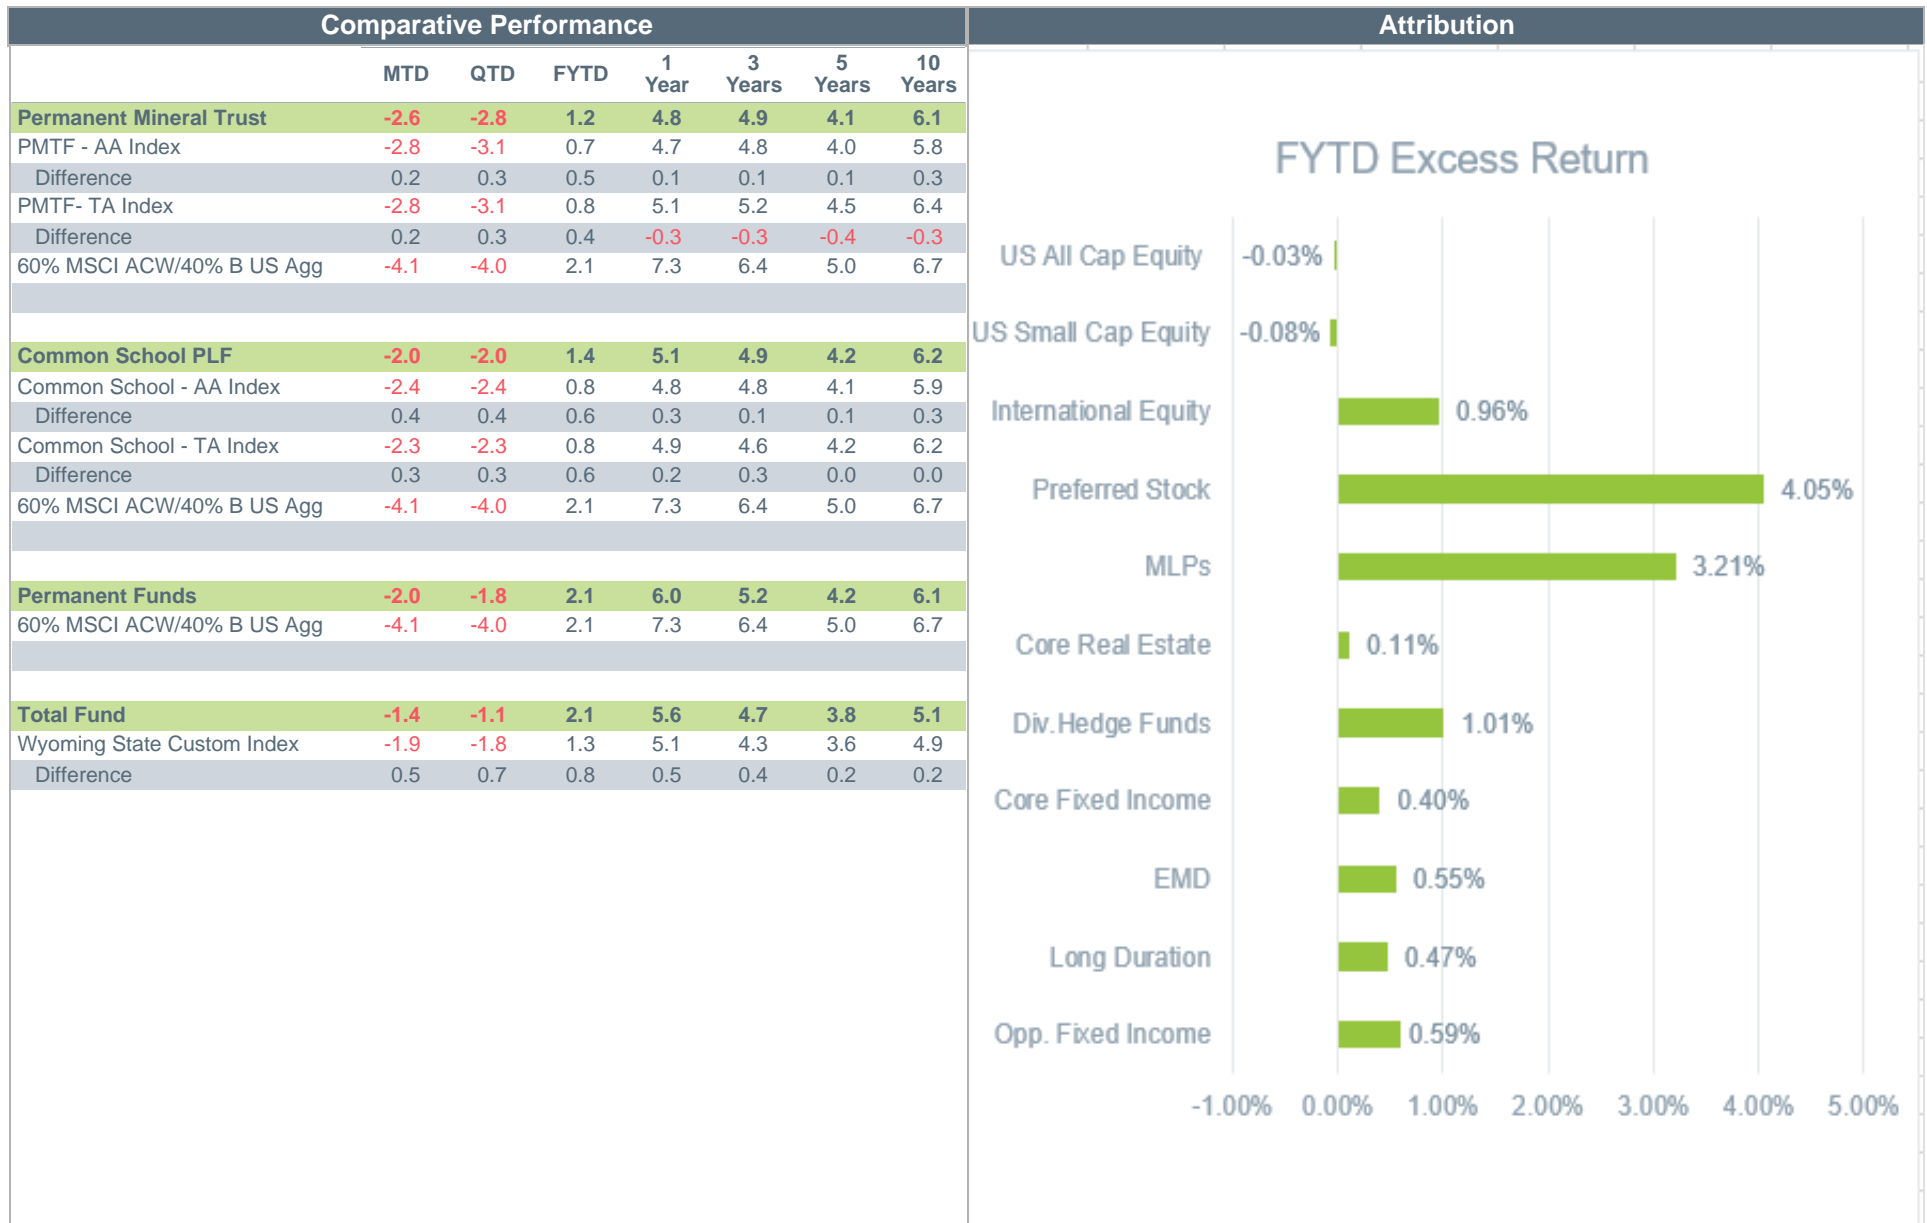 Comparative Performance
MTD QTD FYTD 1 Year 3 Years 5 Years 10 Years
Permanent Mineral Trust -2.6 -2.8 1.2 4.8 4.9 4.1 6.1
PMTF - AA Index -2.8 -3.1 0.7 4.7 4.8 4.0 5.8
Difference 0.2 0.3 0.5 0.1 0.1 0.1 0.3
PMTF- TA Index -2.8 -3.1 0.8 5.1 5.2 4.5 6.4
Difference 0.2 0.3 0.4 -0.3 -0.3 -0.4 -0.3
60% MSCI ACW/40% B US Agg -4.1 -4.0 2.1 7.3 6.4 5.0 6.7
Common School PLF -2.0 -2.0 1.4 5.1 4.9 4.2 6.2
Common School - AA Index -2.4 -2.4 0.8 4.8 4.8 4.1 5.9
Difference 0.4 0.4 0.6 0.3 0.1 0.1 0.3
Common School - TA Index -2.3 -2.3 0.8 4.9 4.6 4.2 6.2
Difference 0.3 0.3 0.6 0.2 0.3 0.0 0.0
60% MSCI ACW/40% B US Agg -4.1 -4.0 2.1 7.3 6.4 5.0 6.7
Permanent Funds -2.0 -1.8 2.1 6.0 5.2 4.2 6.1
60% MSCI ACW/40% B US Agg -4.1 -4.0 2.1 7.3 6.4 5.0 6.7
Total Fund -1.4 -1.1 2.1 5.6 4.7 3.8 5.1
Wyoming State Custom Index -1.9 -1.8 1.3 5.1 4.3 3.6 4.9
Difference 0.5 0.7 0.8 0.5 0.4 0.2 0.2
Attribution
FYTD Excess Return
US All Cap Equity -0.03%
US Small Cap Equity -0.08%
International Equity 0.96%
Preferred Stock 4.05%
MLPs 3.21%
Core Real Estate 0.11%
Div.Hedge Funds 1.01%
Core Fixed Income 0.40%
EMD 0.55%
Long Duration 0.47%
Opp. Fixed Income 0.59%
-1.00% 0.00% 1.00% 2.00% 3.00% 4.00% 5.00%